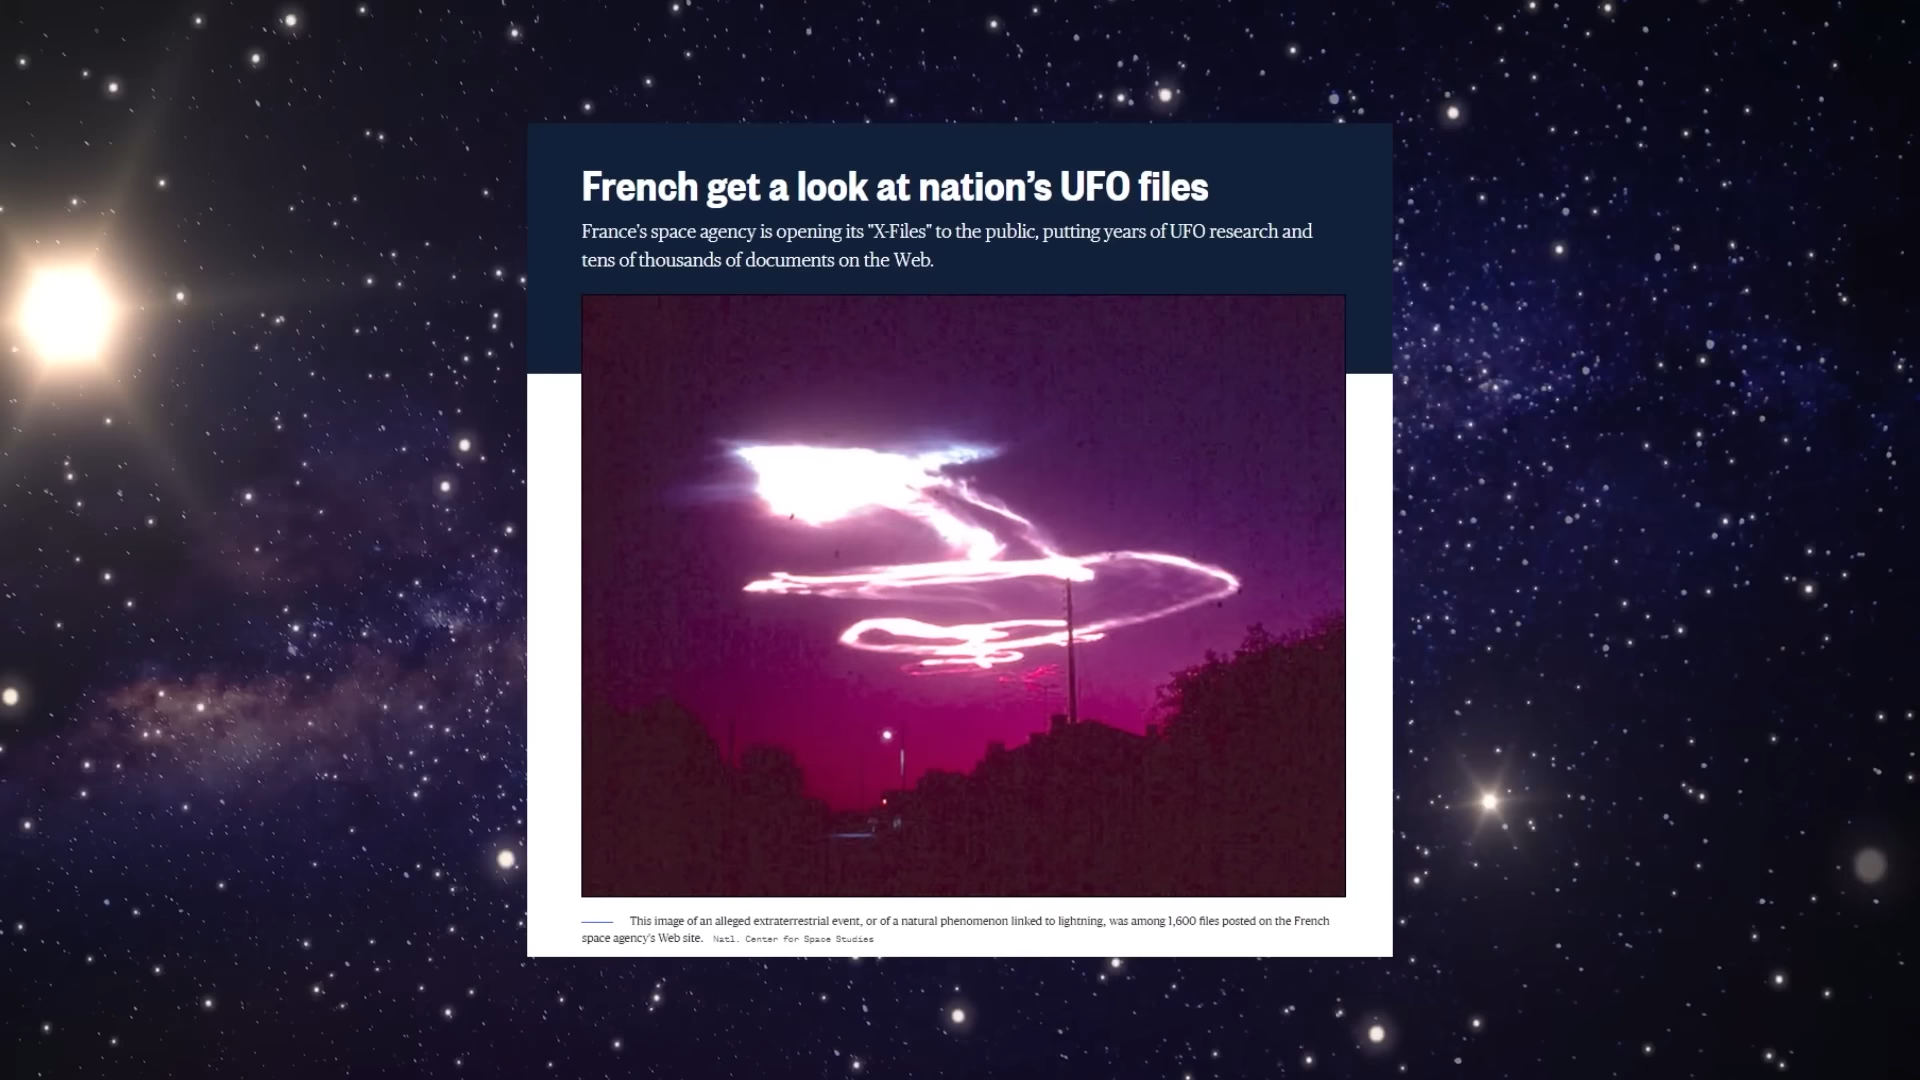 French get a look at nation’s UFO files
France’s space agency is opening its "X-Files" to the public, putting years of UFO research and
tens of thousands of documents on the Web.
This image of an alleged extraterrestrial event, or of a natural phenomenon linked to lightning, was among 1,600 files posted on the French
space agency's Web site. Natl. Center for Space Studies